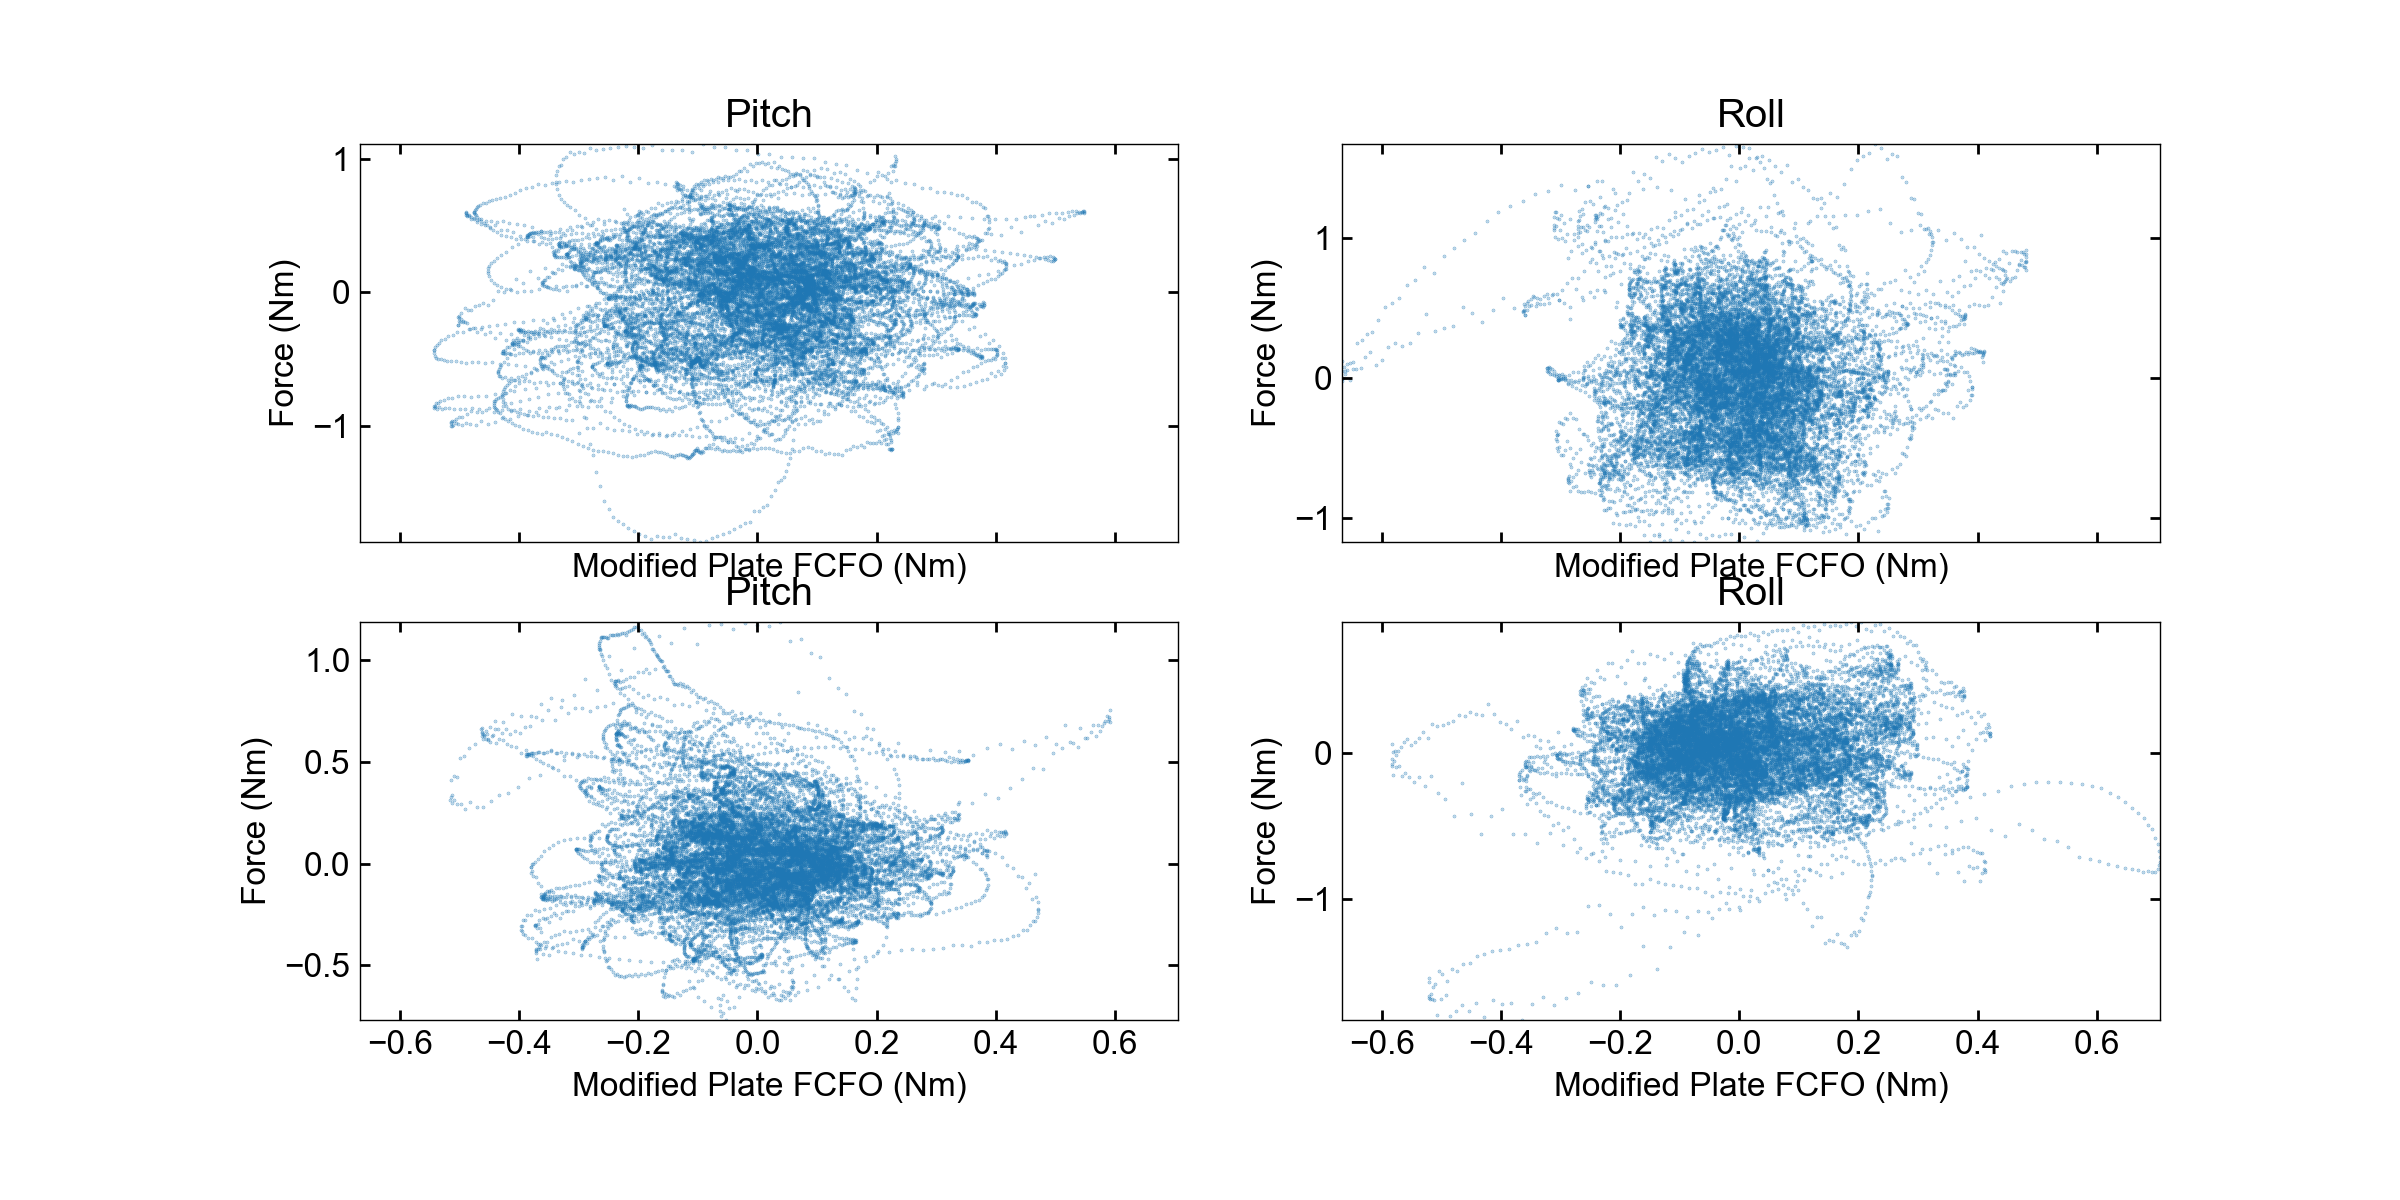 Pitch
Roll
1
0
−1
Force (Nm)
Modified Plate FCFO (Nm)
1
0
−1
Force (Nm)
Modified Plate FCFO (Nm)
Pitch
Roll
1.0
0.5
0.0
−0.5
Force (Nm)
−0.6 −0.4 −0.2 0.0 0.2 0.4 0.6
Modified Plate FCFO (Nm)
0
−1
Force (Nm)
−0.6 −0.4 −0.2 0.0 0.2 0.4 0.6
Modified Plate FCFO (Nm)